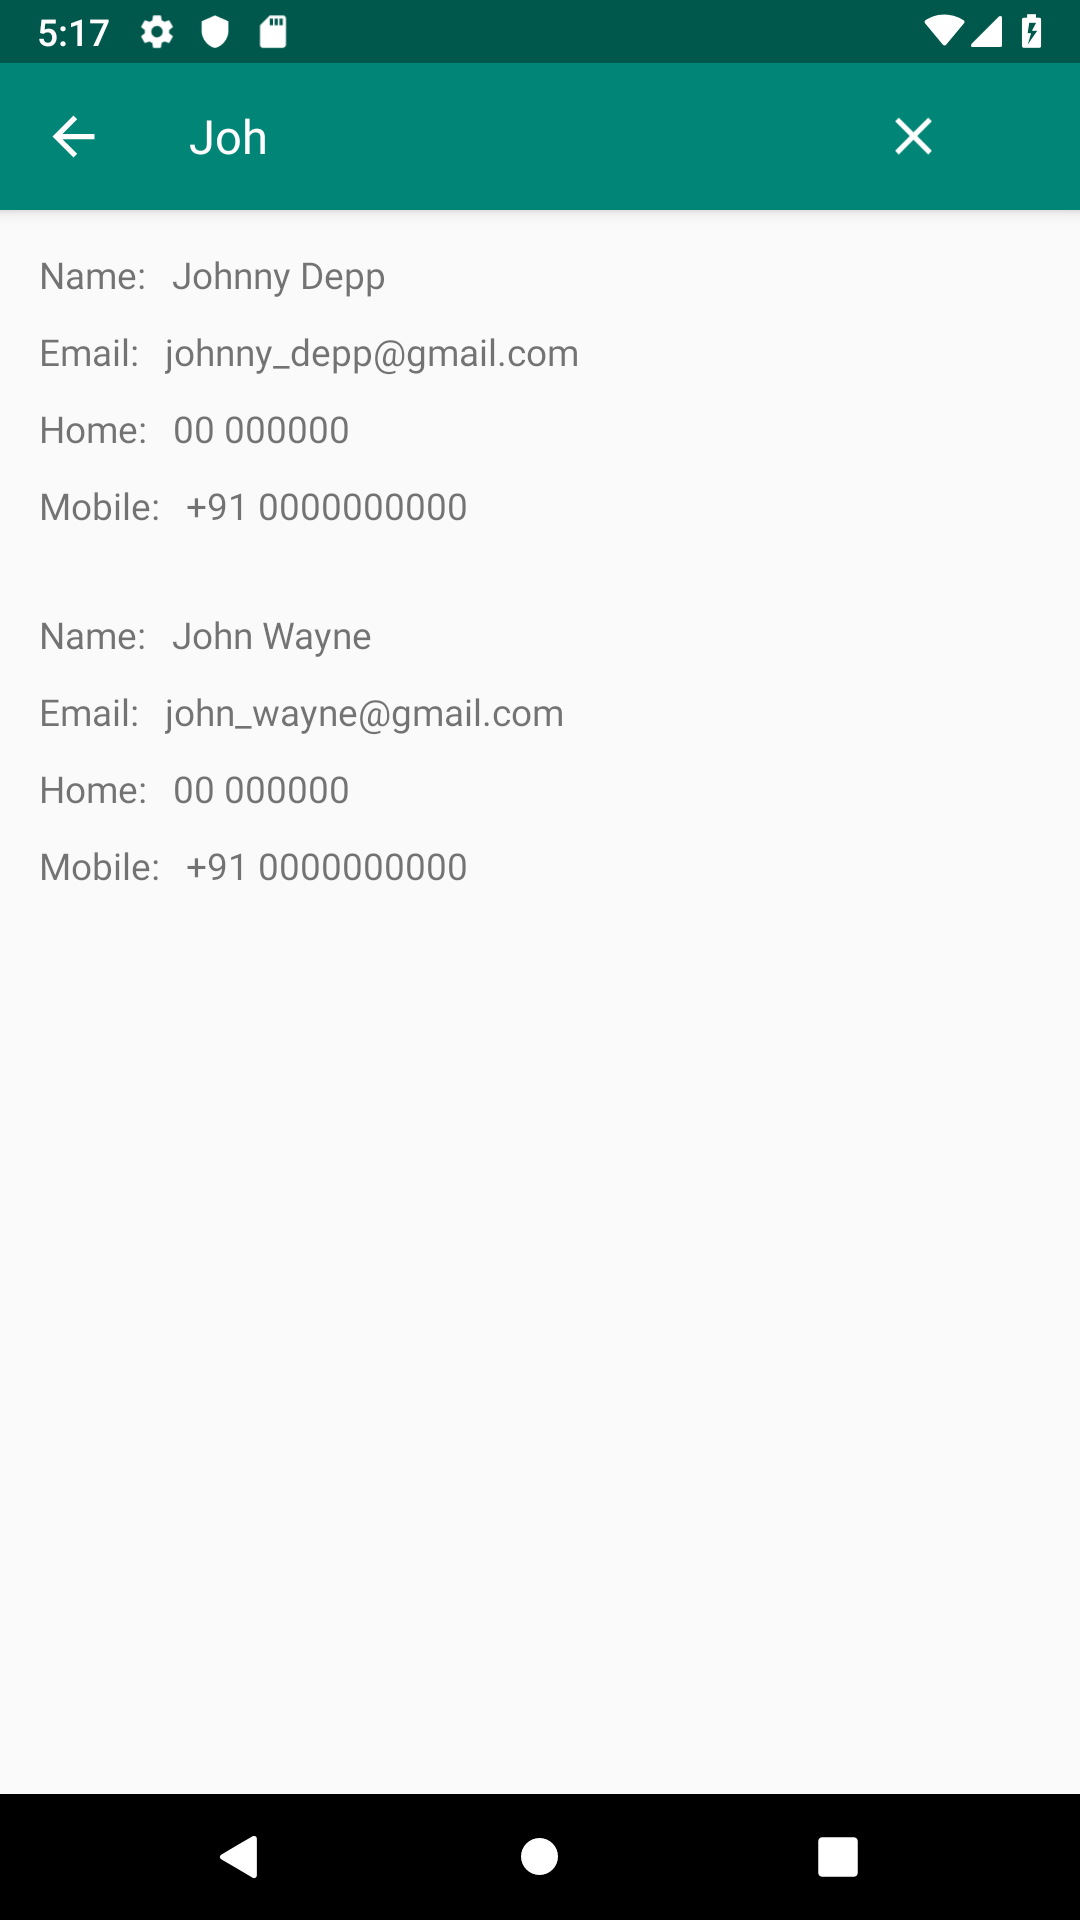 5:17
Joh
Name: Johnny Depp
Email: johnny_depp@gmail.com
Home: 00 000000
Mobile: +91 0000000000
Name: John Wayne
Email: john_wayne@gmail.com
Home: 00 000000
Mobile: +91 0000000000